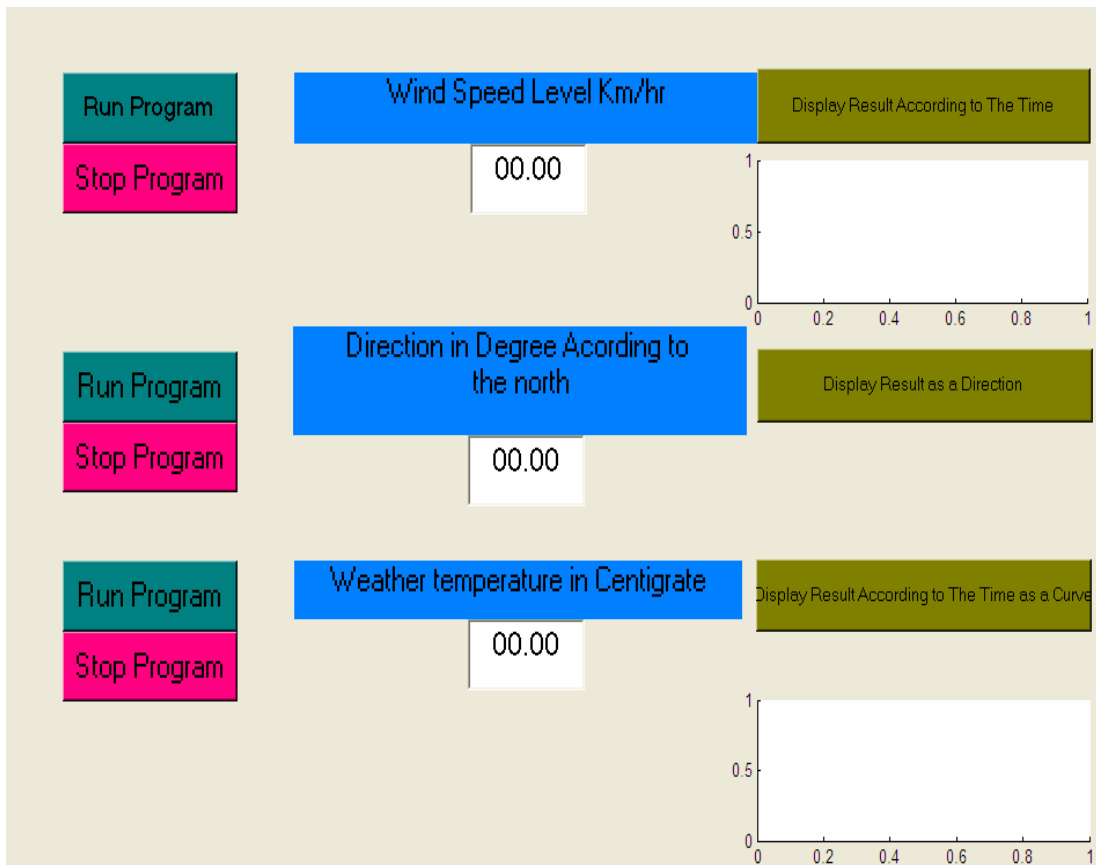 Run Program
Wind Speed Level Km/hr
Display Result According to The Time
Stop Program
00.00
1
0.5
0
0 0.2 0.4 0.6 0.8 1
Direction in Degree Acording to
the north
Run Program
Display Result as a Direction
Stop Program
00.00
Run Program
Weather temperature in Centigrate
Display Result According to The Time as a Curve
Stop Program
00.00
1
0.5
0
0 0.2 0.4 0.6 0.8 1